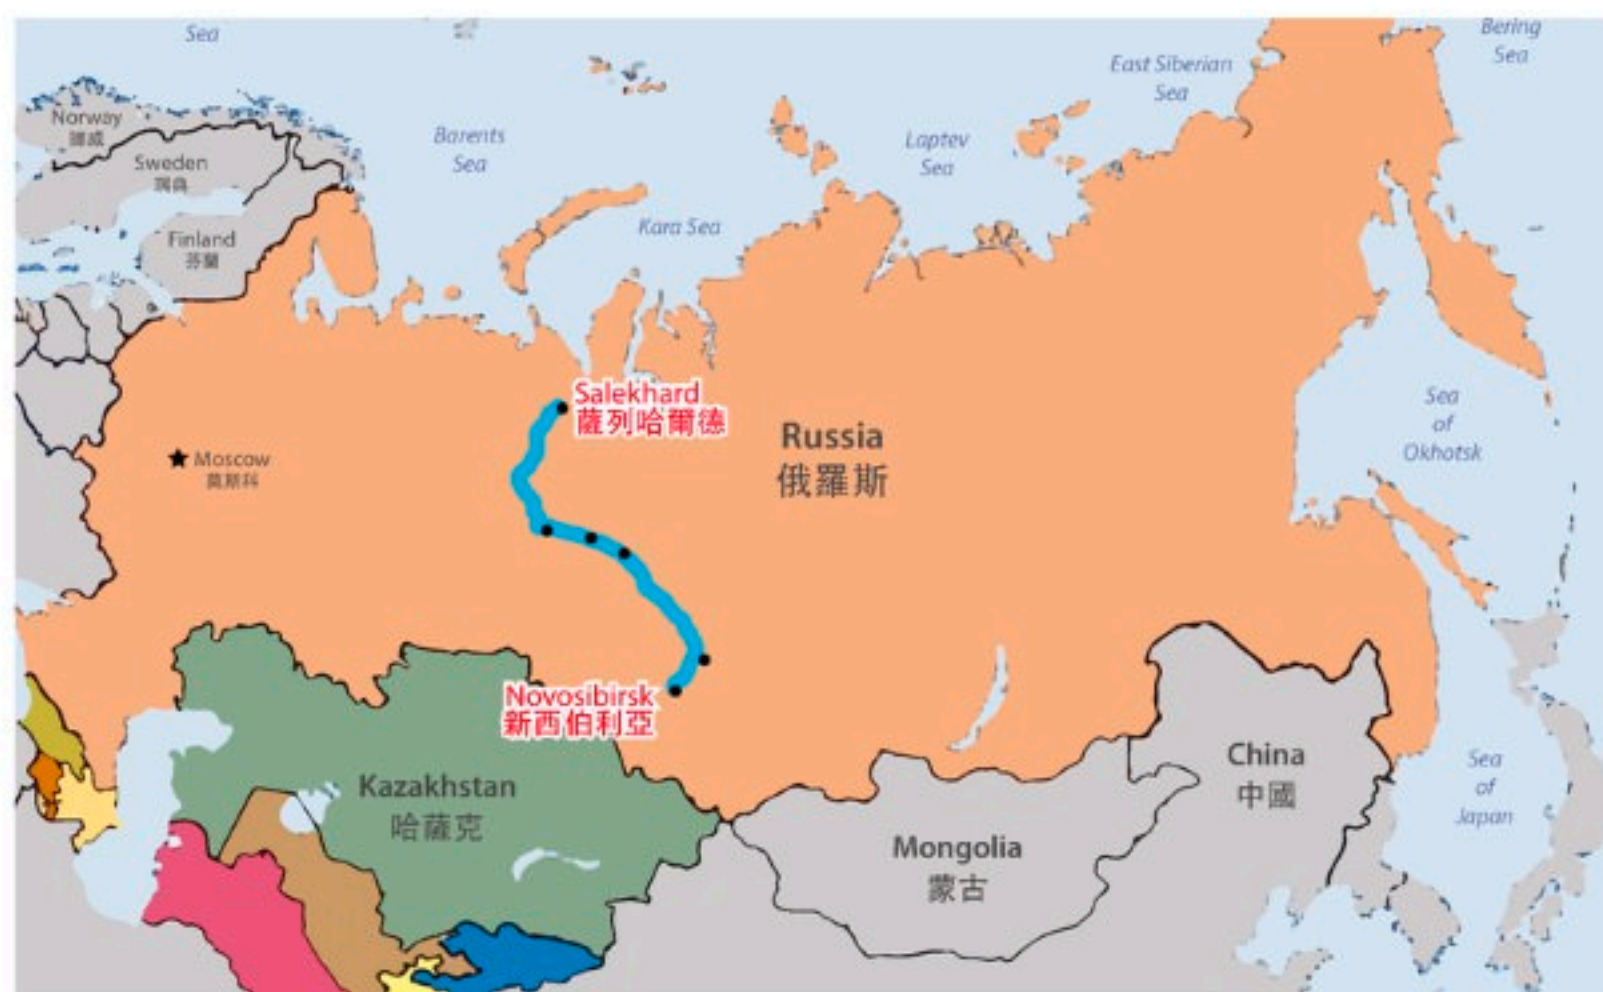 Sea
Bering
Sea
East Siberian
Sea
Norway
挪威
Barents
Sea
Laptev
Sea
Sweden
瑞典
Kara Sea
Finland
芬蘭
Salekhard
薩列哈爾德
Sea
of
Okhotsk
Russia
俄羅斯
Moscow
莫斯科
Novosibirsk
新西伯利亞
China
中國
Sea
of
Japan
Kazakhstan
哈薩克
Mongolia
蒙古